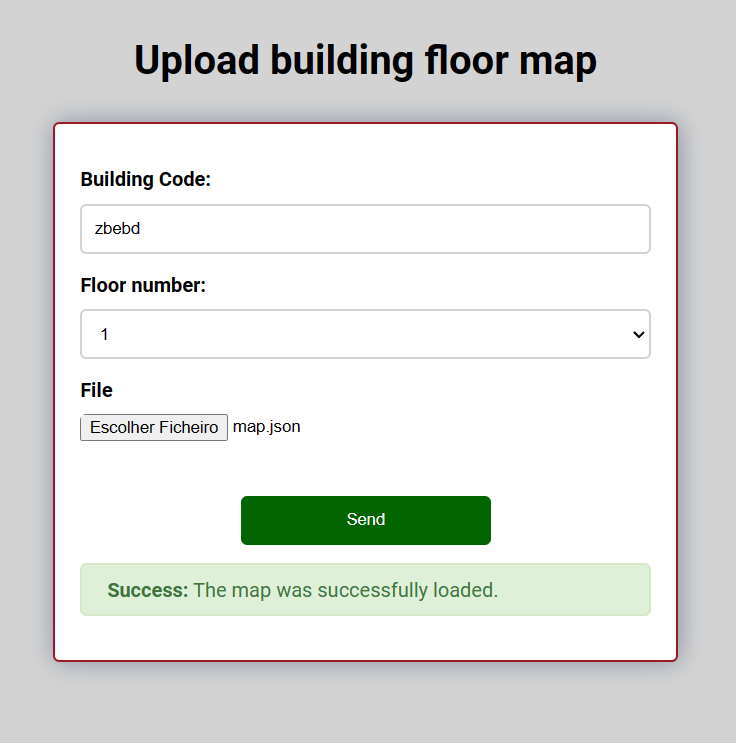 Upload building floor map
Building Code:
zbebd
Floor number:
1
File
Escolher Ficheiro map.json
Send
Success: The map was successfully loaded.